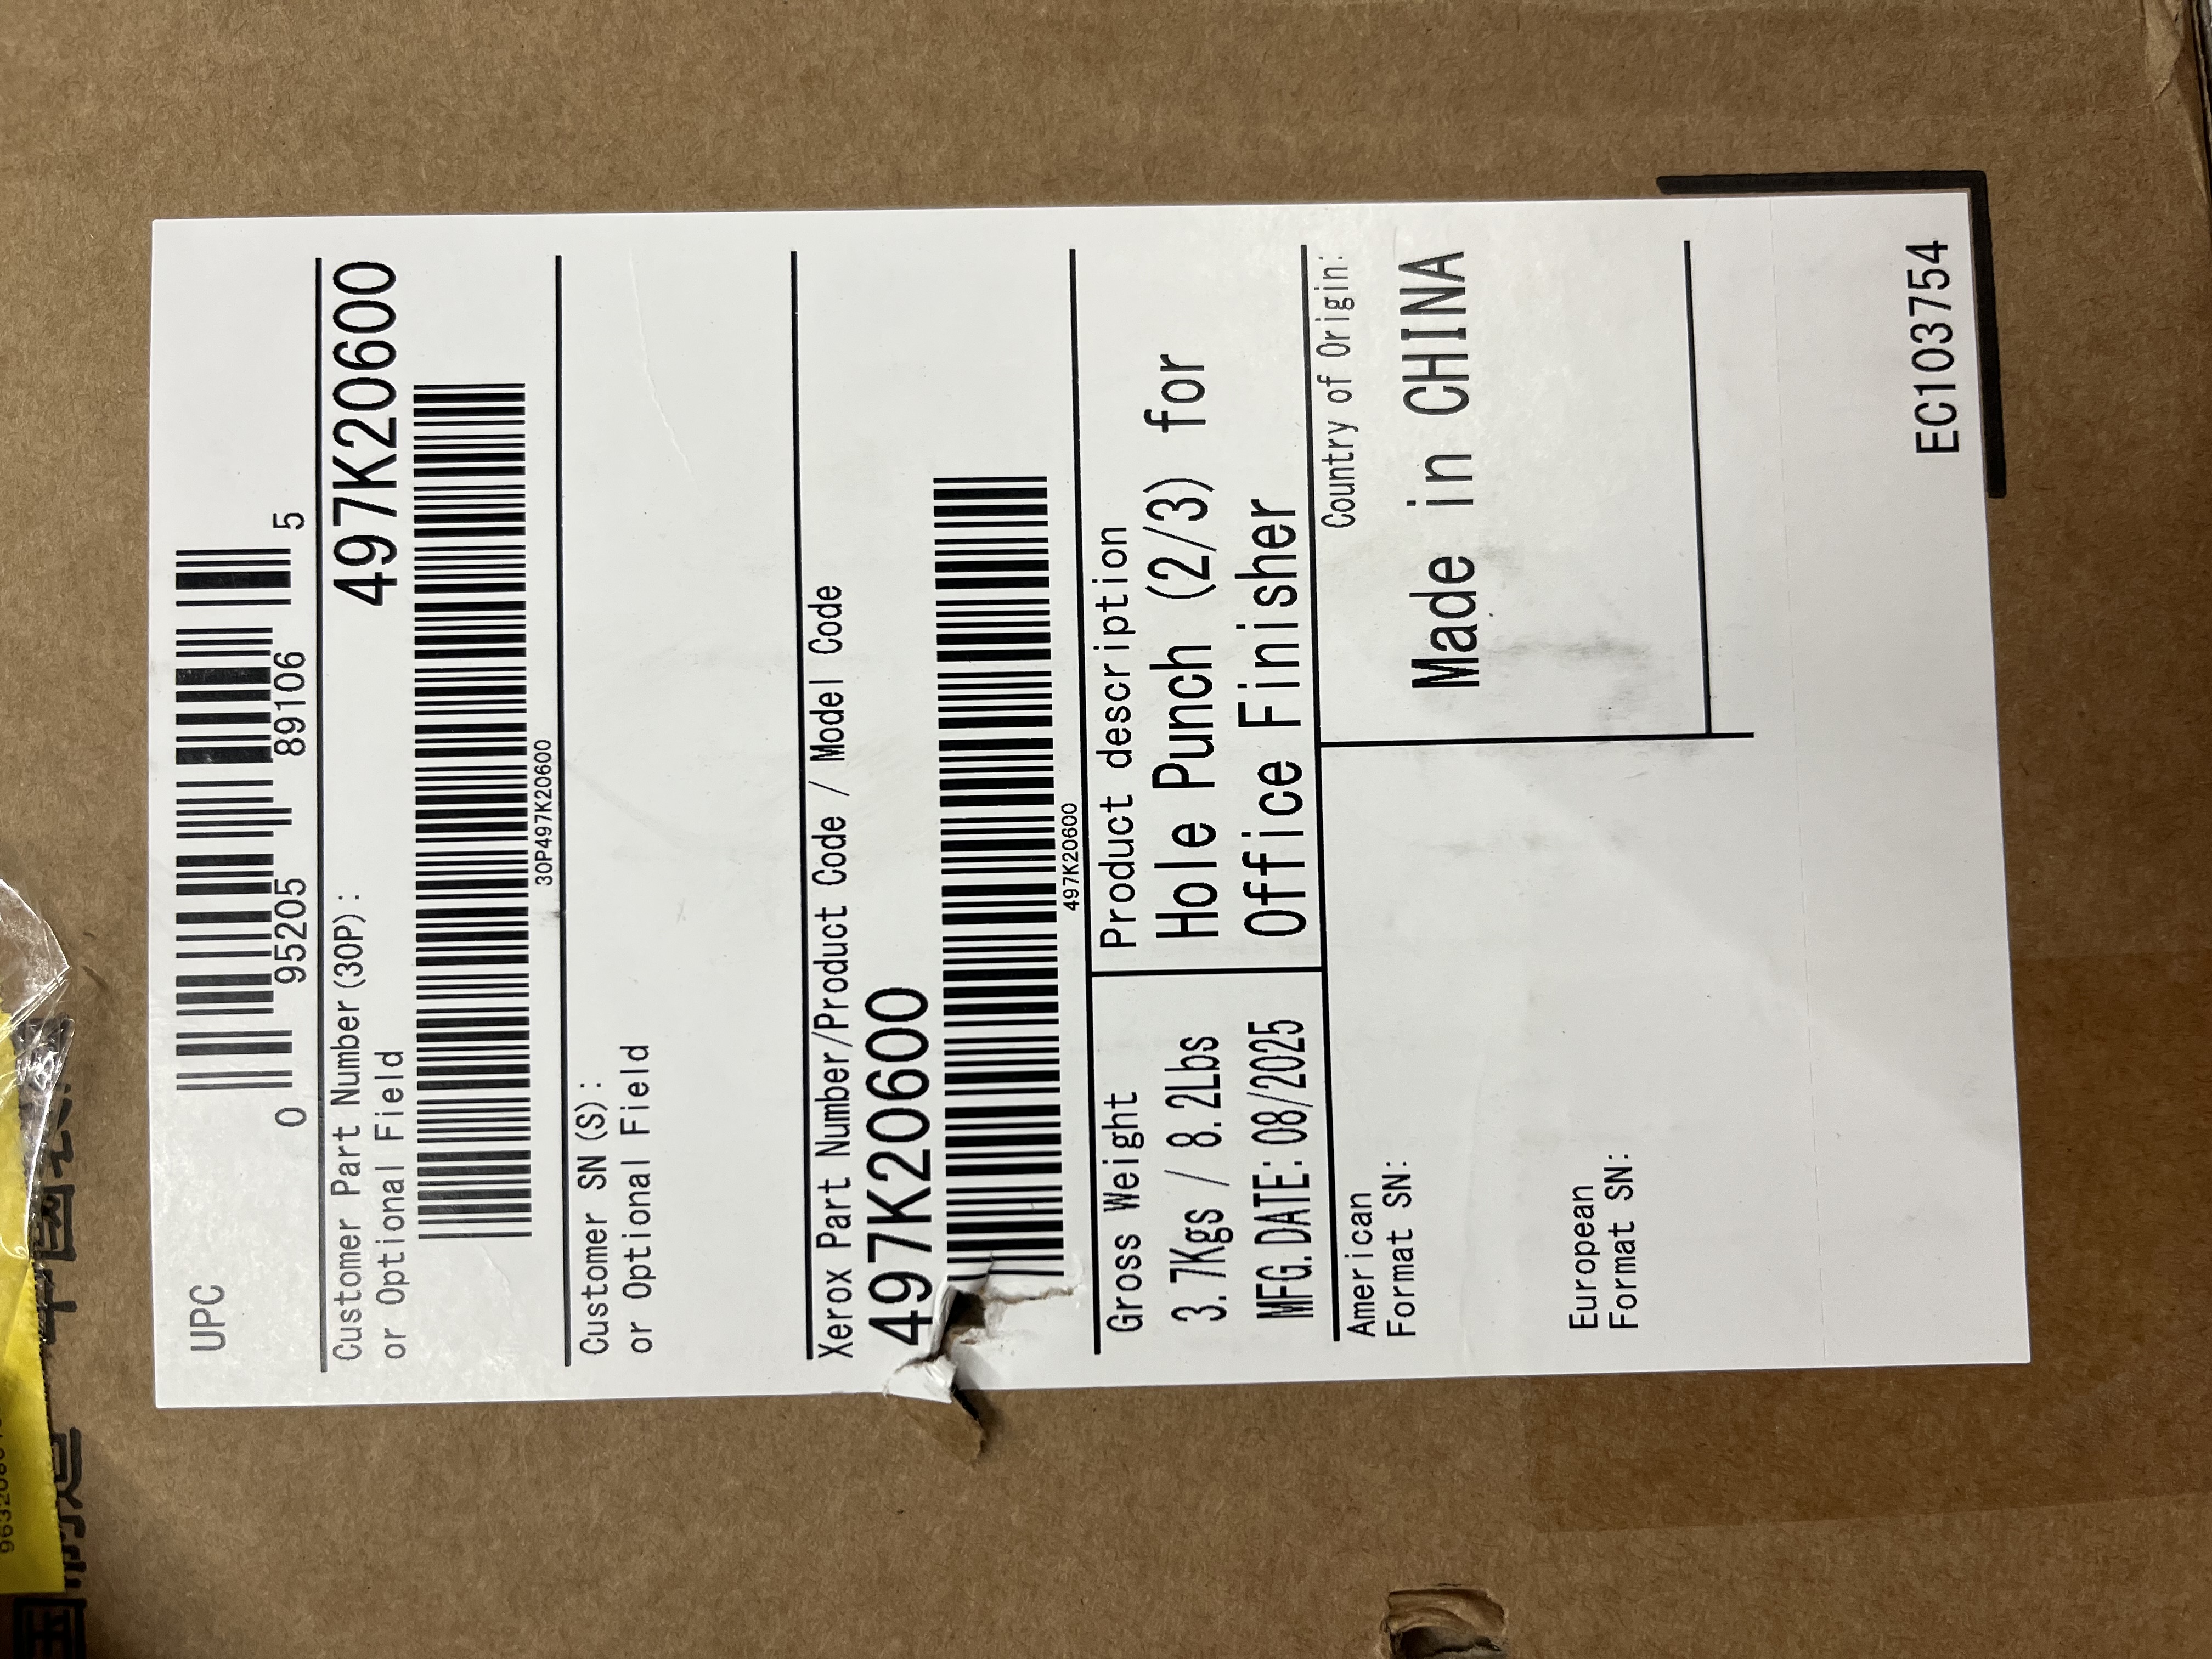 UPC
0 95205 89106 5
Customer Part Number(30P):
or Optional Field
497K20600
30P497K20600
Customer SN(S):
or Optional Field
Xerox Part Number/Product Code / Model Code
497K20600
497K20600
Gross Weight
3.7Kgs / 8.2Lbs
MFG.DATE:08/2025
Product description
Hole Punch (2/3) for
Office Finisher
American
Format SN:
Country of Origin:
Made in CHINA
European
Format SN:
EC103754